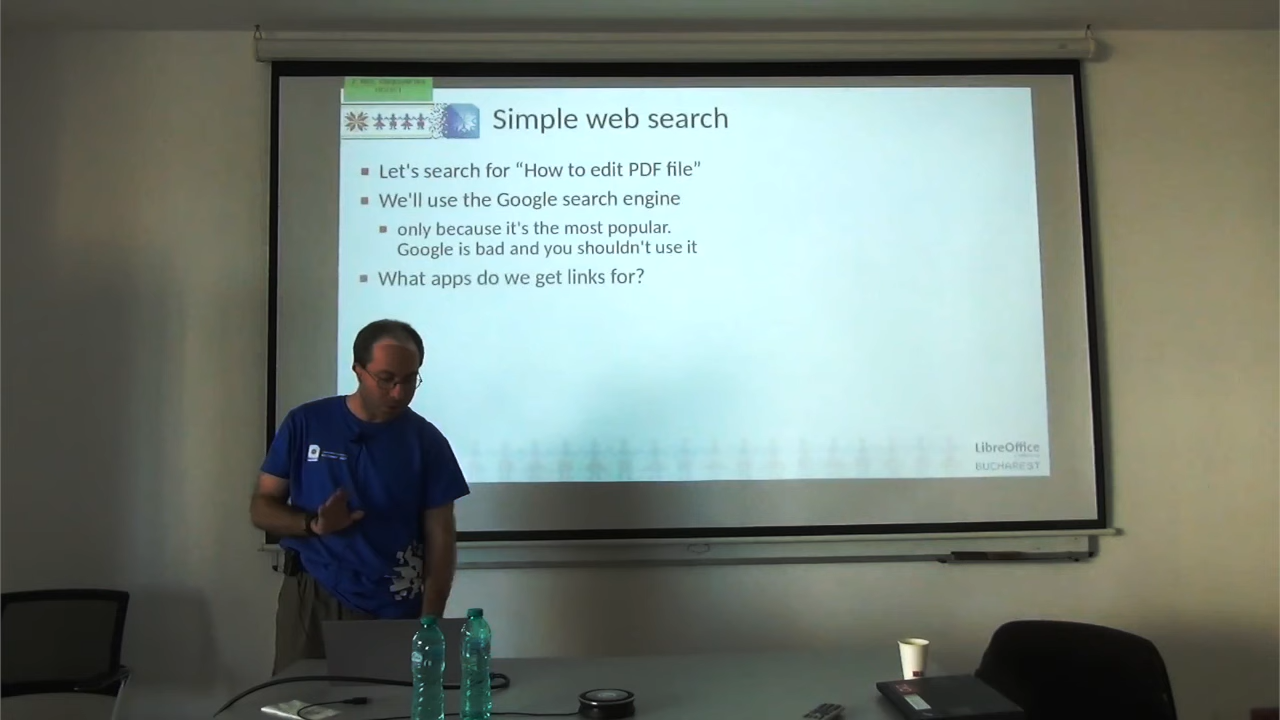 Simple web search
Let's search for “How to edit PDF file”
We'll use the Google search engine
only because it's the most popular.
Google is bad and you shouldn't use it
What apps do we get links for?
LibreOffice
BUCHAREST